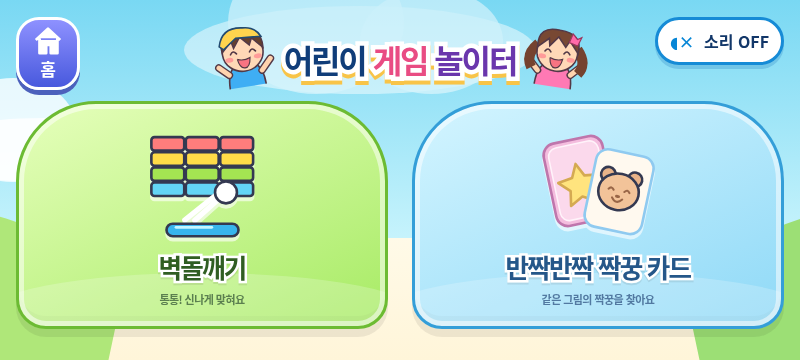 홈
어린이 게임 놀이터
소리 OFF
벽돌깨기
통통! 신나게 맞혀요
반짝반짝 짝꿍 카드
같은 그림의 짝꿍을 찾아요